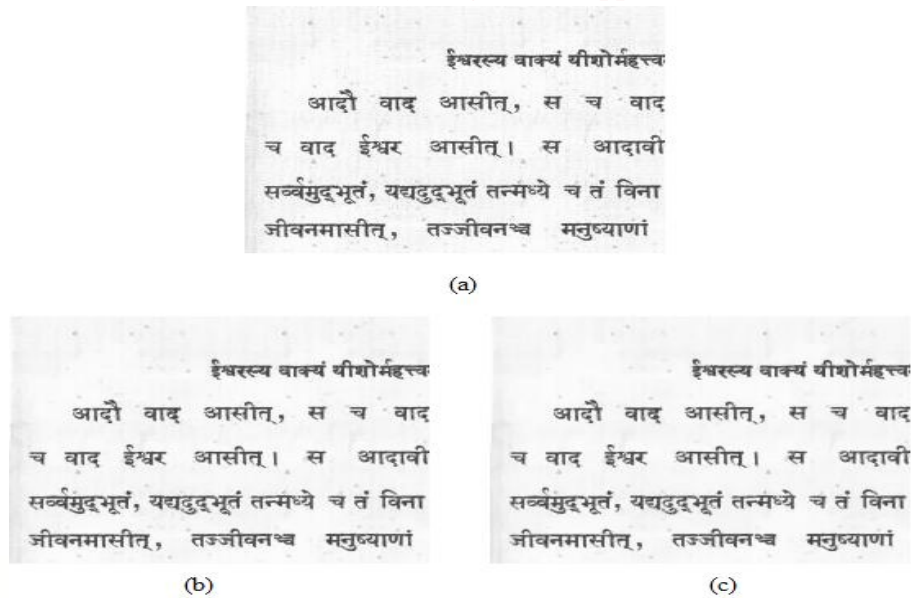 ईश्वरस्य वाक्यं यीशोर्महत्त्व
आदौ वाद आसीत्, स च वाद
च वाद ईश्वर आसीत्। स आदावी
सर्व्वमुद्भूतं, यद्यदुद्भूतं तन्मध्ये च तं विना
जीवनमासीत्, तज्जीवनञ्च मनुष्याणां
(a)
ईश्वरस्य वाक्यं यीशोर्महत्त्व
आदौ वाद आसीत्, स च वाद
च वाद ईश्वर आसीत्। स आदावी
सर्व्वमुद्भूतं, यद्यदुद्भूतं तन्मध्ये च तं विना
जीवनमासीत्, तज्जीवनञ्च मनुष्याणां
(b)
ईश्वरस्य वाक्यं यीशोर्महत्त्व
आदौ वाद आसीत्, स च वाद
च वाद ईश्वर आसीत्। स आदावी
सर्व्वमुद्भूतं, यद्यदुद्भूतं तन्मध्ये च तं विना
जीवनमासीत्, तज्जीवनञ्च मनुष्याणां
(c)